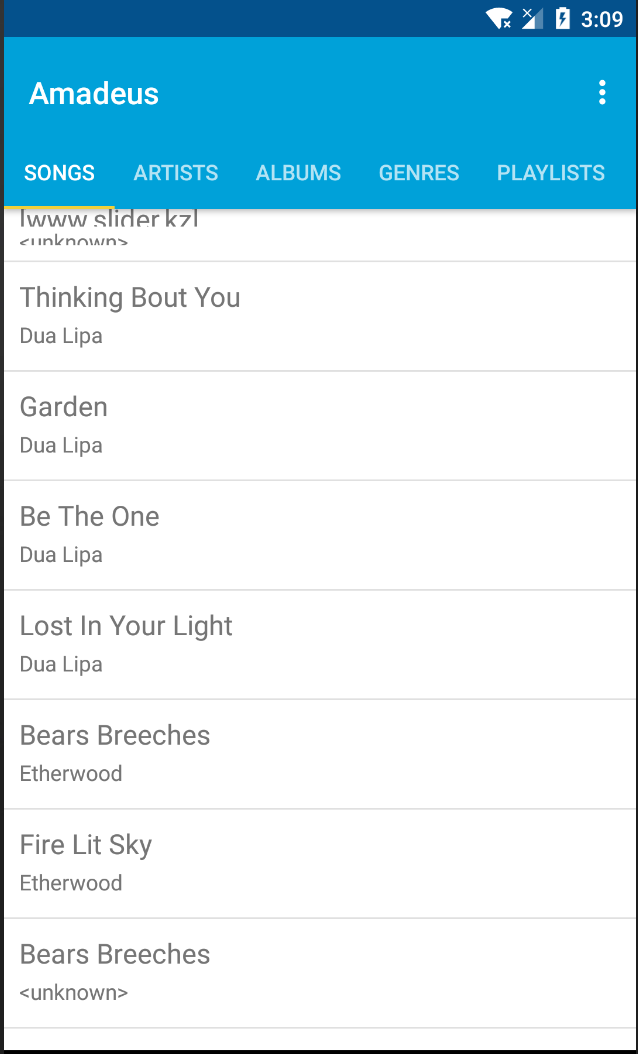 3:09
Amadeus
SONGS ARTISTS ALBUMS GENRES PLAYLISTS
[www.slider.kz]
<unknown>
Thinking Bout You
Dua Lipa
Garden
Dua Lipa
Be The One
Dua Lipa
Lost In Your Light
Dua Lipa
Bears Breeches
Etherwood
Fire Lit Sky
Etherwood
Bears Breeches
<unknown>